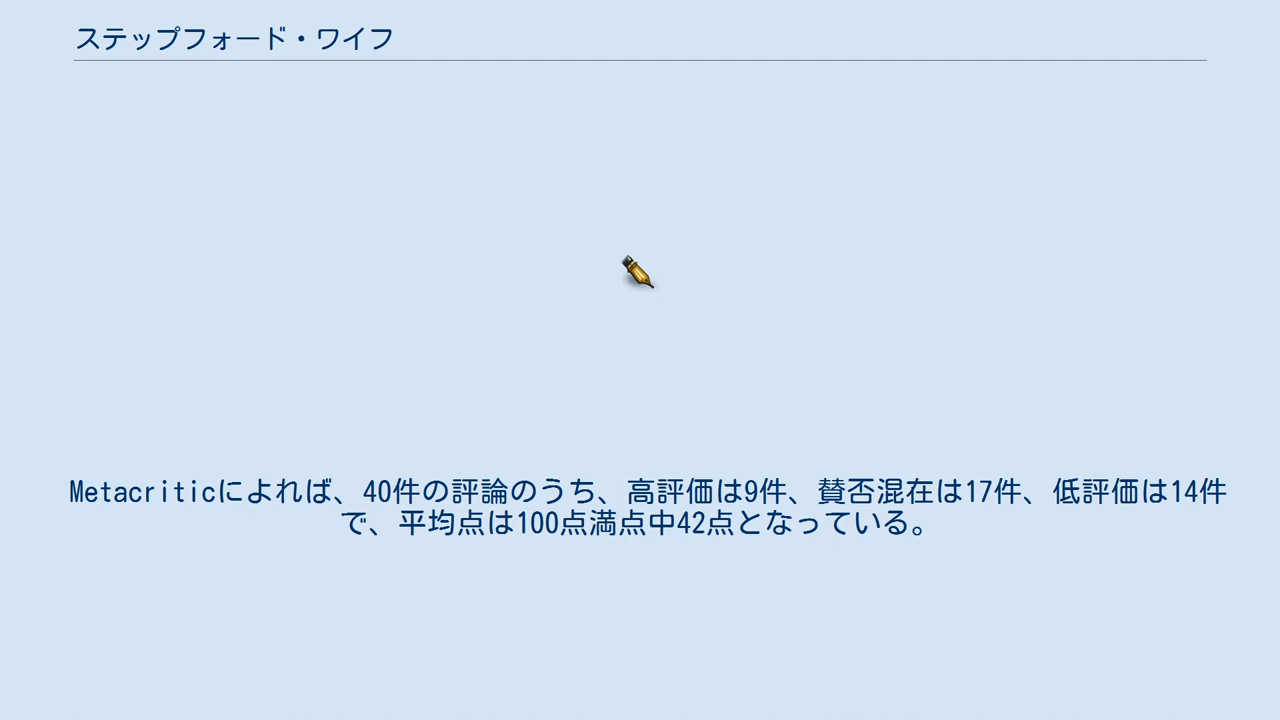 ステップフォード・ワイフ
Metacriticによれば、40件の評論のうち、高評価は9件、賛否混在は17件、低評価は14件
で、平均点は100点満点中42点となっている。